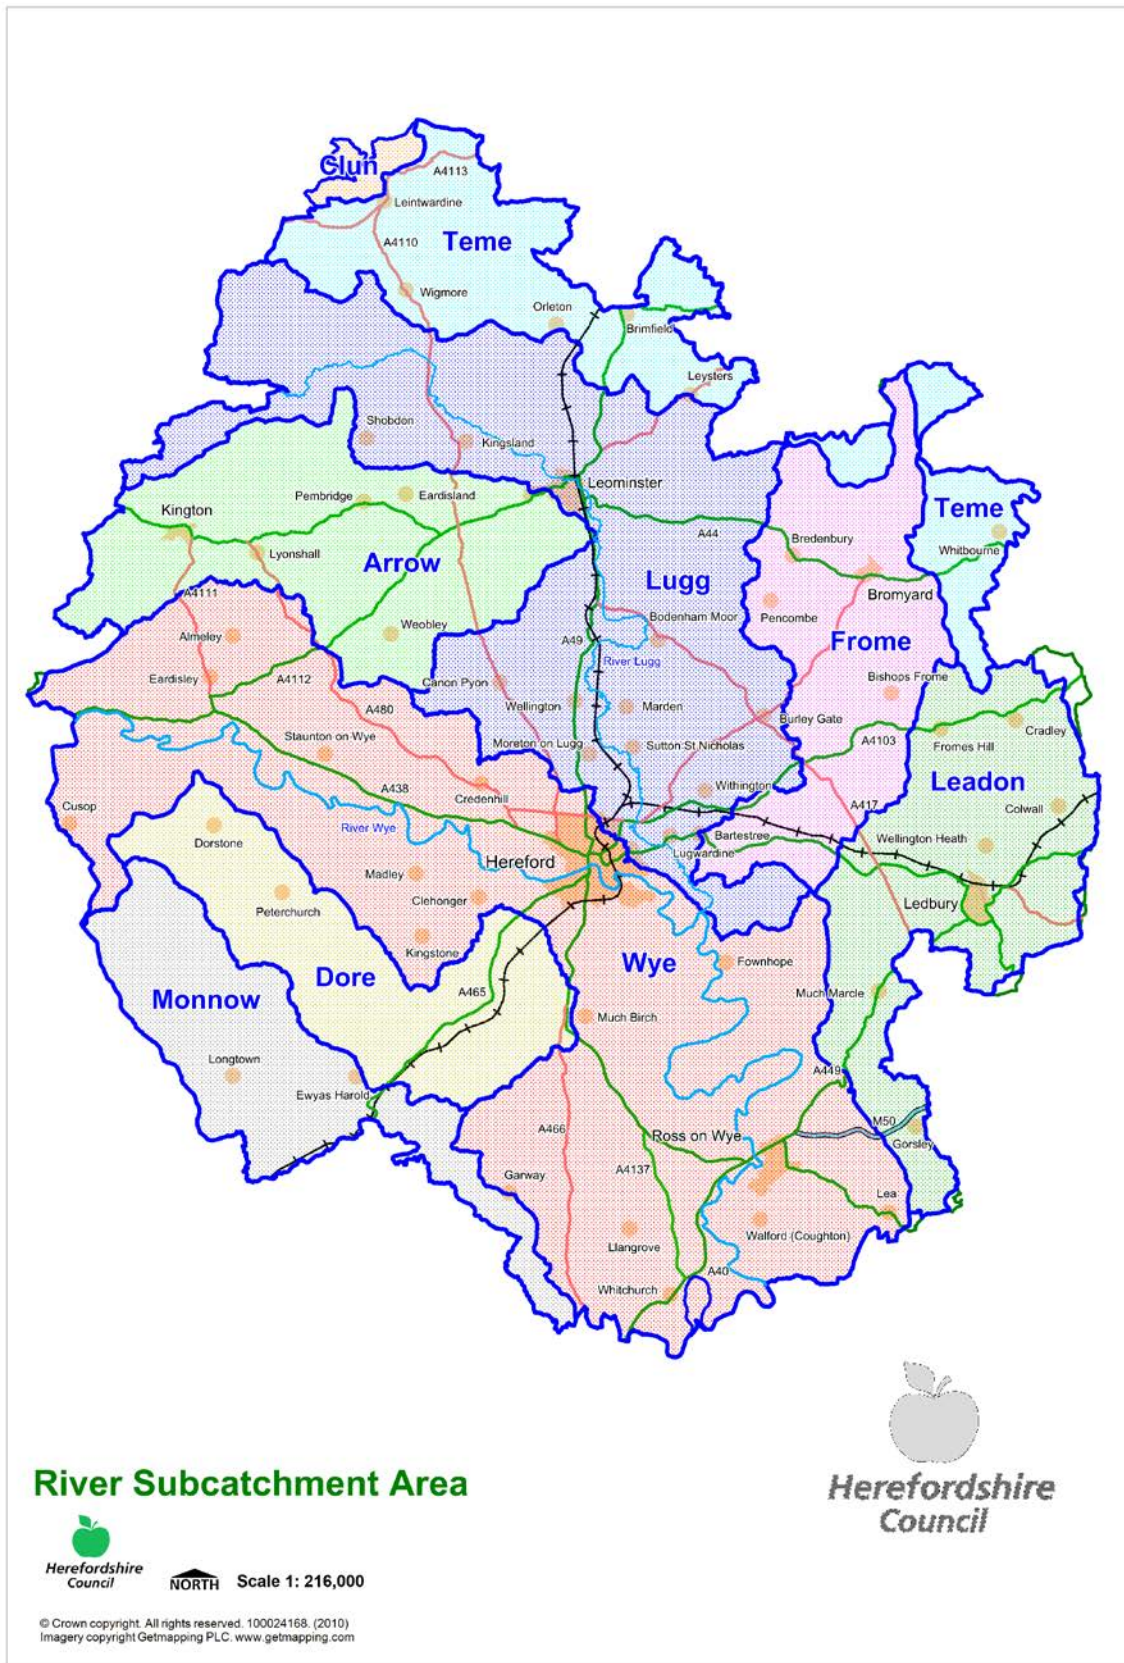 Clun
A4113
Leintwardine
Teme
A4110
Wigmore
Orleton
Brimfield
Leysters
Shobdon
Kingsland
Leominster
Pembridge
Eardisland
Kington
Teme
A44
Bredenbury
Whitbourne
Lyonshall
Arrow
Lugg
Bromyard
A4111
Bodenham Moor
Pencombe
Almeley
Weobley
A49
Frome
River Lugg
Eardisley
A4112
Canon Pyon
Bishops Frome
Wellington
Marden
A480
Burley Gate
Cradley
Staunton on Wye
Moreton on Lugg
Sutton St Nicholas
A4103
Fromes Hill
Leadon
A438
Credenhill
Withington
Cusop
A417
Colwall
River Wye
Bartestree
Wellington Heath
Dorstone
Lugwardine
Hereford
Madley
Clehonger
Ledbury
Peterchurch
Kingstone
Wye
Fownhope
Dore
A465
Much Marcle
Monnow
Much Birch
Longtown
A449
Ewyas Harold
M50
A466
Ross on Wye
Gorsley
A4137
Garway
Lea
Llangrove
Walford (Coughton)
A40
Whitchurch
River Subcatchment Area
Herefordshire
Council
Herefordshire
Council
NORTH
Scale 1: 216,000
© Crown copyright. All rights reserved. 100024168. (2010)
Imagery copyright Getmapping PLC. www.getmapping.com